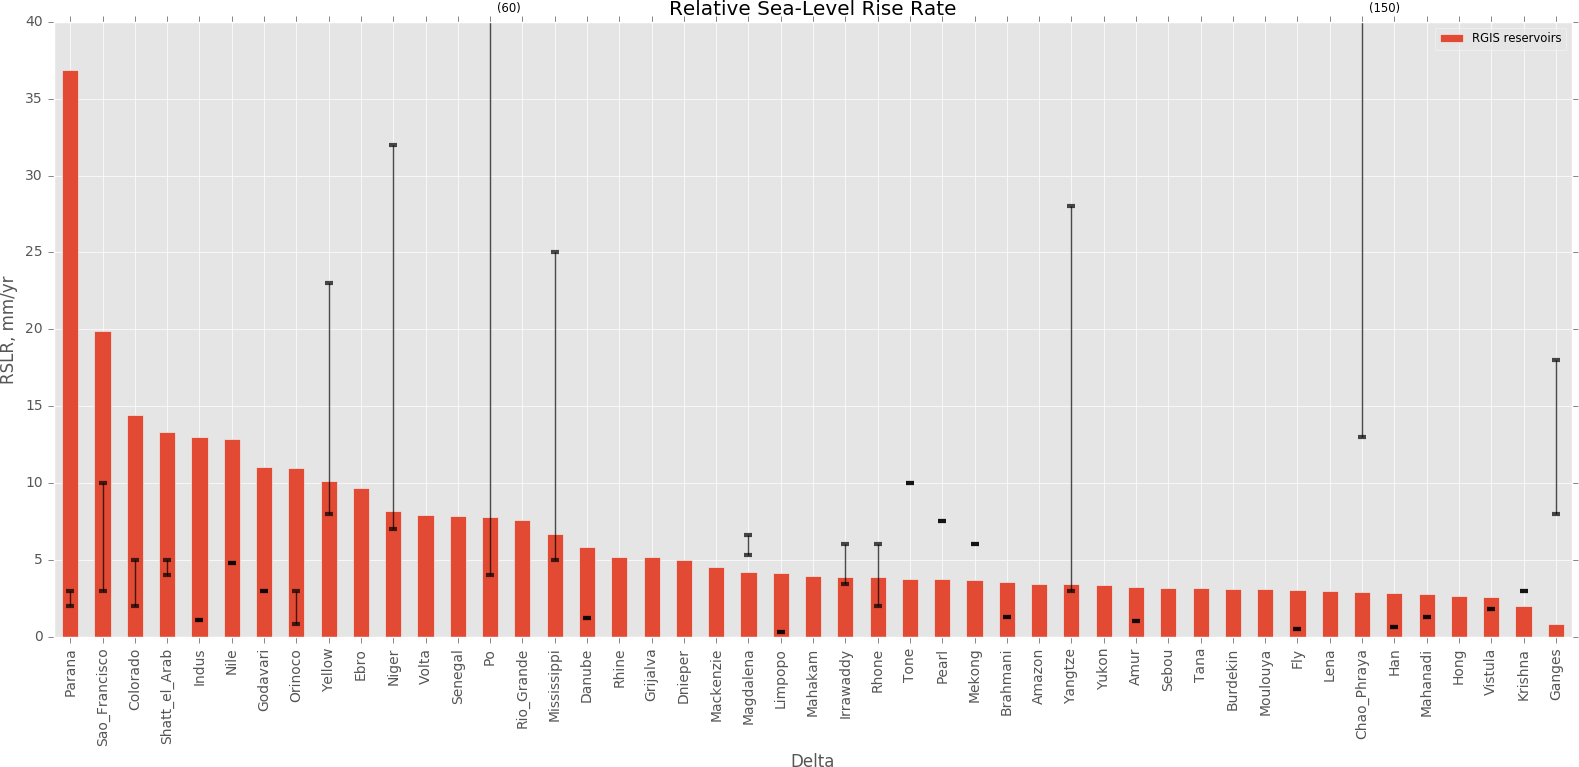 (60)
Relative Sea-Level Rise Rate
(150)
RGIS reservoirs
40
35
30
25
20
15
10
5
0
RSLR, mm/yr
Parana
Sao_Francisco
Colorado
Shatt_el_Arab
Indus
Nile
Godavari
Orinoco
Yellow
Ebro
Niger
Volta
Senegal
Po
Rio_Grande
Mississippi
Danube
Rhine
Grijalva
Dnieper
Mackenzie
Magdalena
Limpopo
Mahakam
Irrawaddy
Rhone
Tone
Pearl
Mekong
Brahmani
Amazon
Yangtze
Yukon
Amur
Sebou
Tana
Burdekin
Moulouya
Fly
Lena
Chao_Phraya
Han
Mahanadi
Hong
Vistula
Krishna
Ganges
Delta